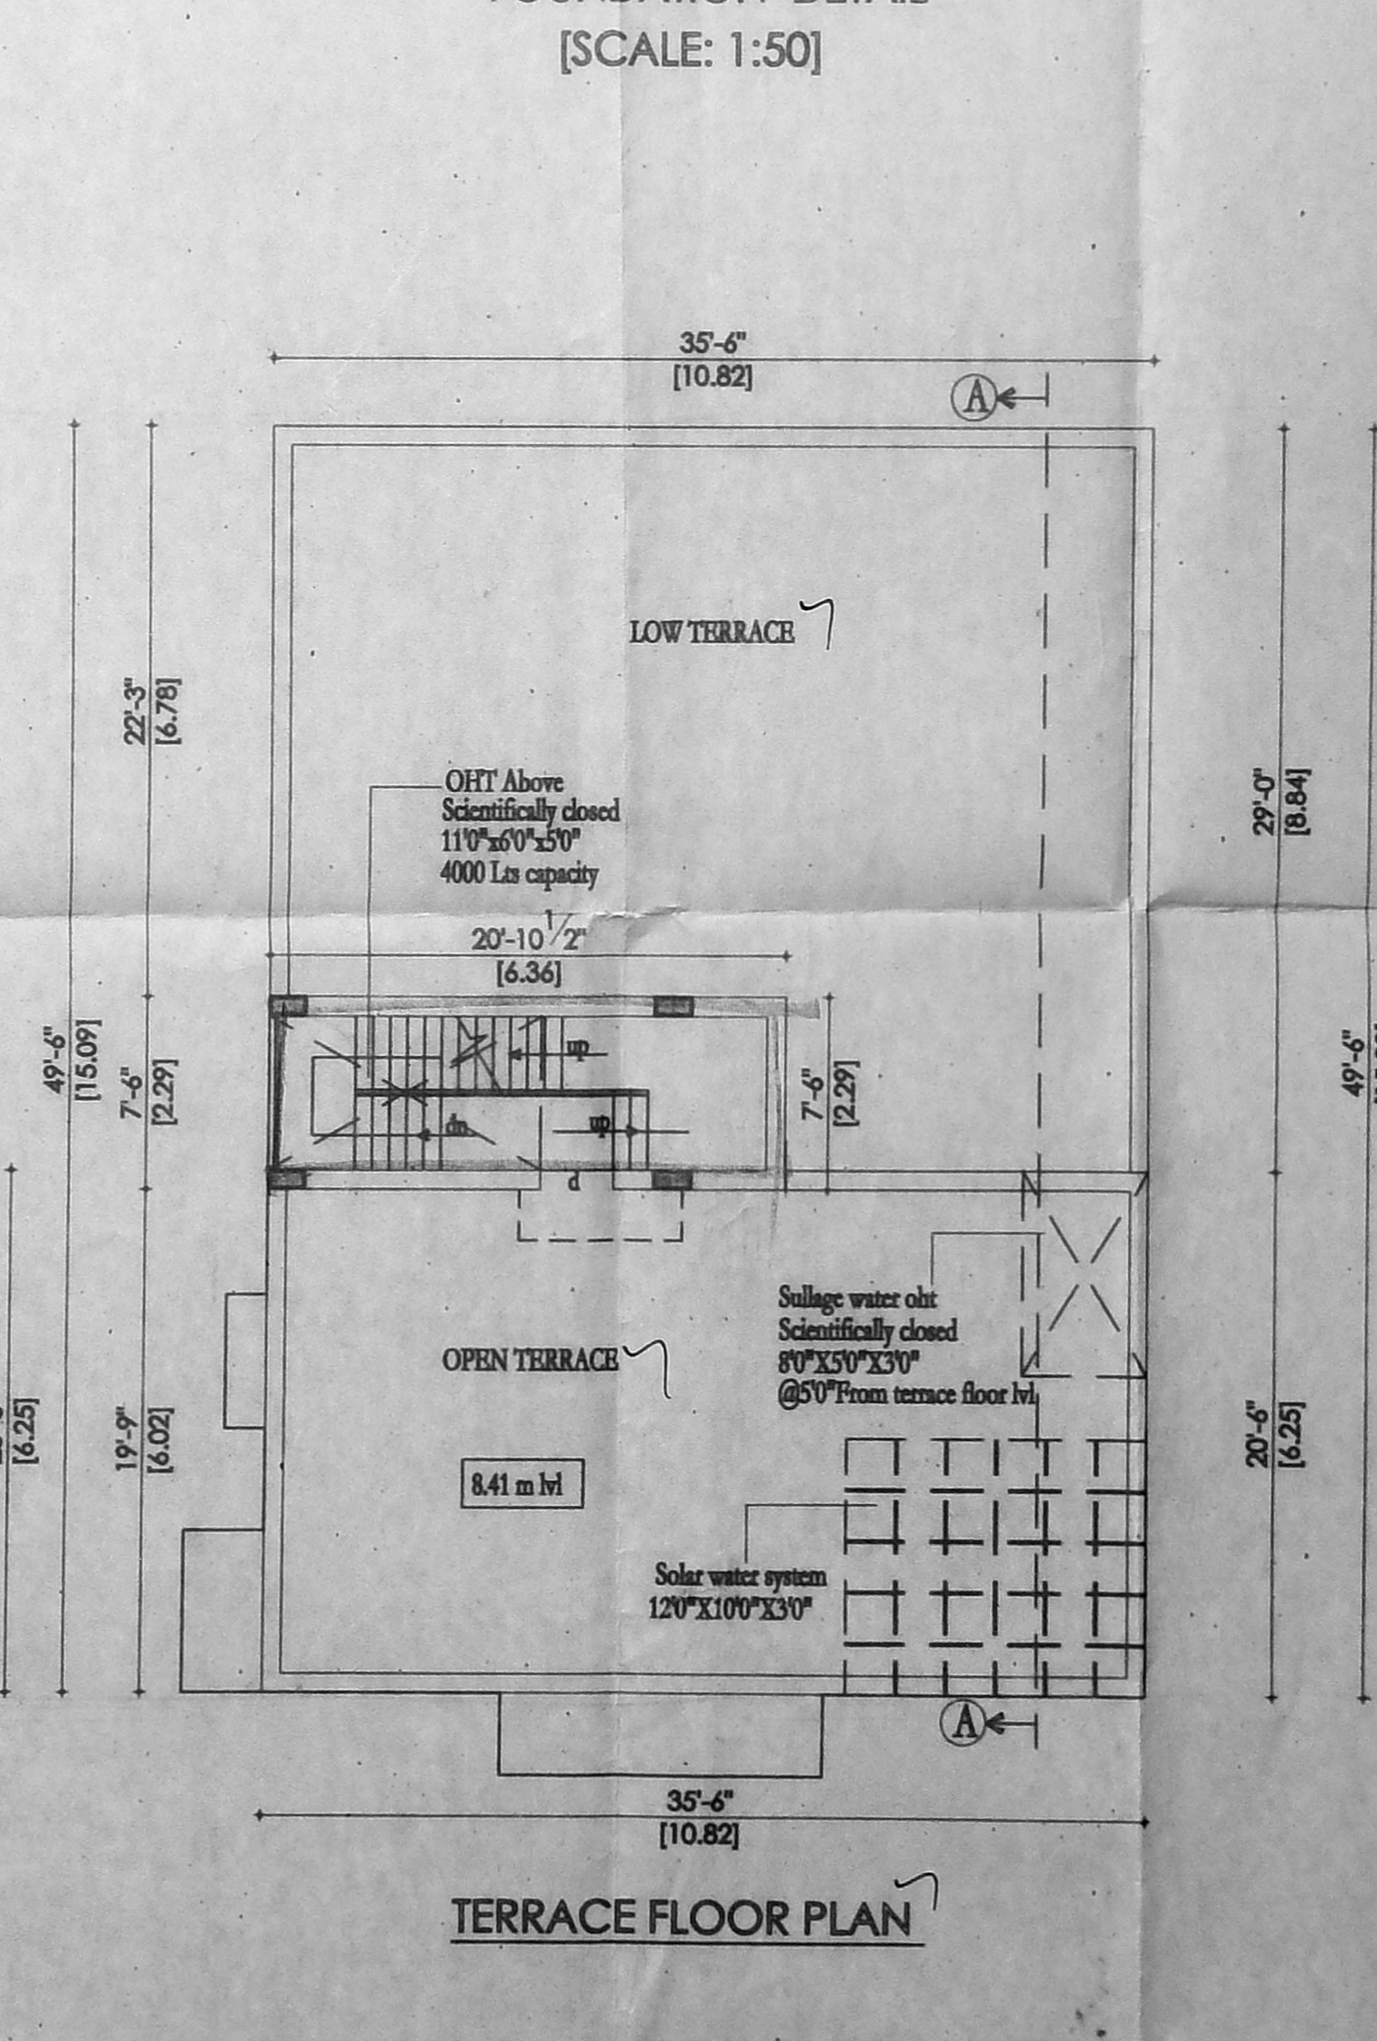 [SCALE: 1:50]
35'-6"
[10.82]
A
LOW TERRACE
22'-3"
[6.78]
29'-0"
[8.84]
OHT Above
Scientifically closed
11'0"x6'0"x5'0"
4000 Lts capacity
20'-10 1/2"
[6.36]
49'-6"
[15.09]
7'-6"
[2.29]
up
dn
up
d
7'-6"
[2.29]
49'-6"
Sullage water oht
Scientifically closed
8'0"X5'0"X3'0"
@5'0"From terrace floor lvl
OPEN TERRACE
[6.25]
19'-9"
[6.02]
20'-6"
[6.25]
8.41 m lvl
Solar water system
12'0"X10'0"X3'0"
A
35'-6"
[10.82]
TERRACE FLOOR PLAN